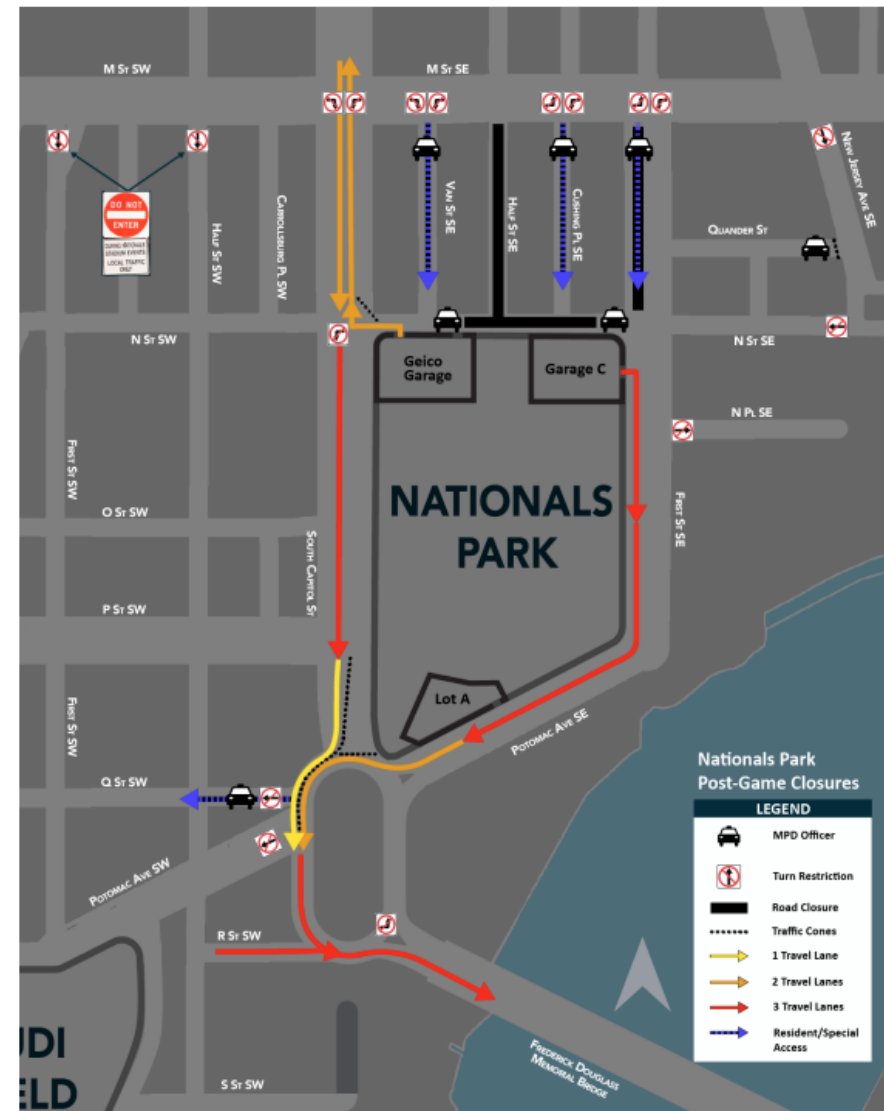 M St SW
M St SE
DO NOT
ENTER
DURING NATIONALS
STADIUM EVENTS
LOCAL TRAFFIC
ONLY
Half St SW
Carrollsburg Pl SW
Van St SE
Half St SE
Cushing Pl SE
New Jersey Ave SE
Quander St
N St SW
N St SE
Geico
Garage
Garage C
N Pl SE
First St SW
O St SW
NATIONALS
PARK
First St SE
South Capitol St
P St SW
First St SW
Lot A
Potomac Ave SE
Q St SW
Potomac Ave SW
R St SW
S St SW
Frederick Douglass
Memorial Bridge
UDI
ELD
Nationals Park
Post-Game Closures
LEGEND
MPD Officer
Turn Restriction
Road Closure
Traffic Cones
1 Travel Lane
2 Travel Lanes
3 Travel Lanes
Resident/Special
Access